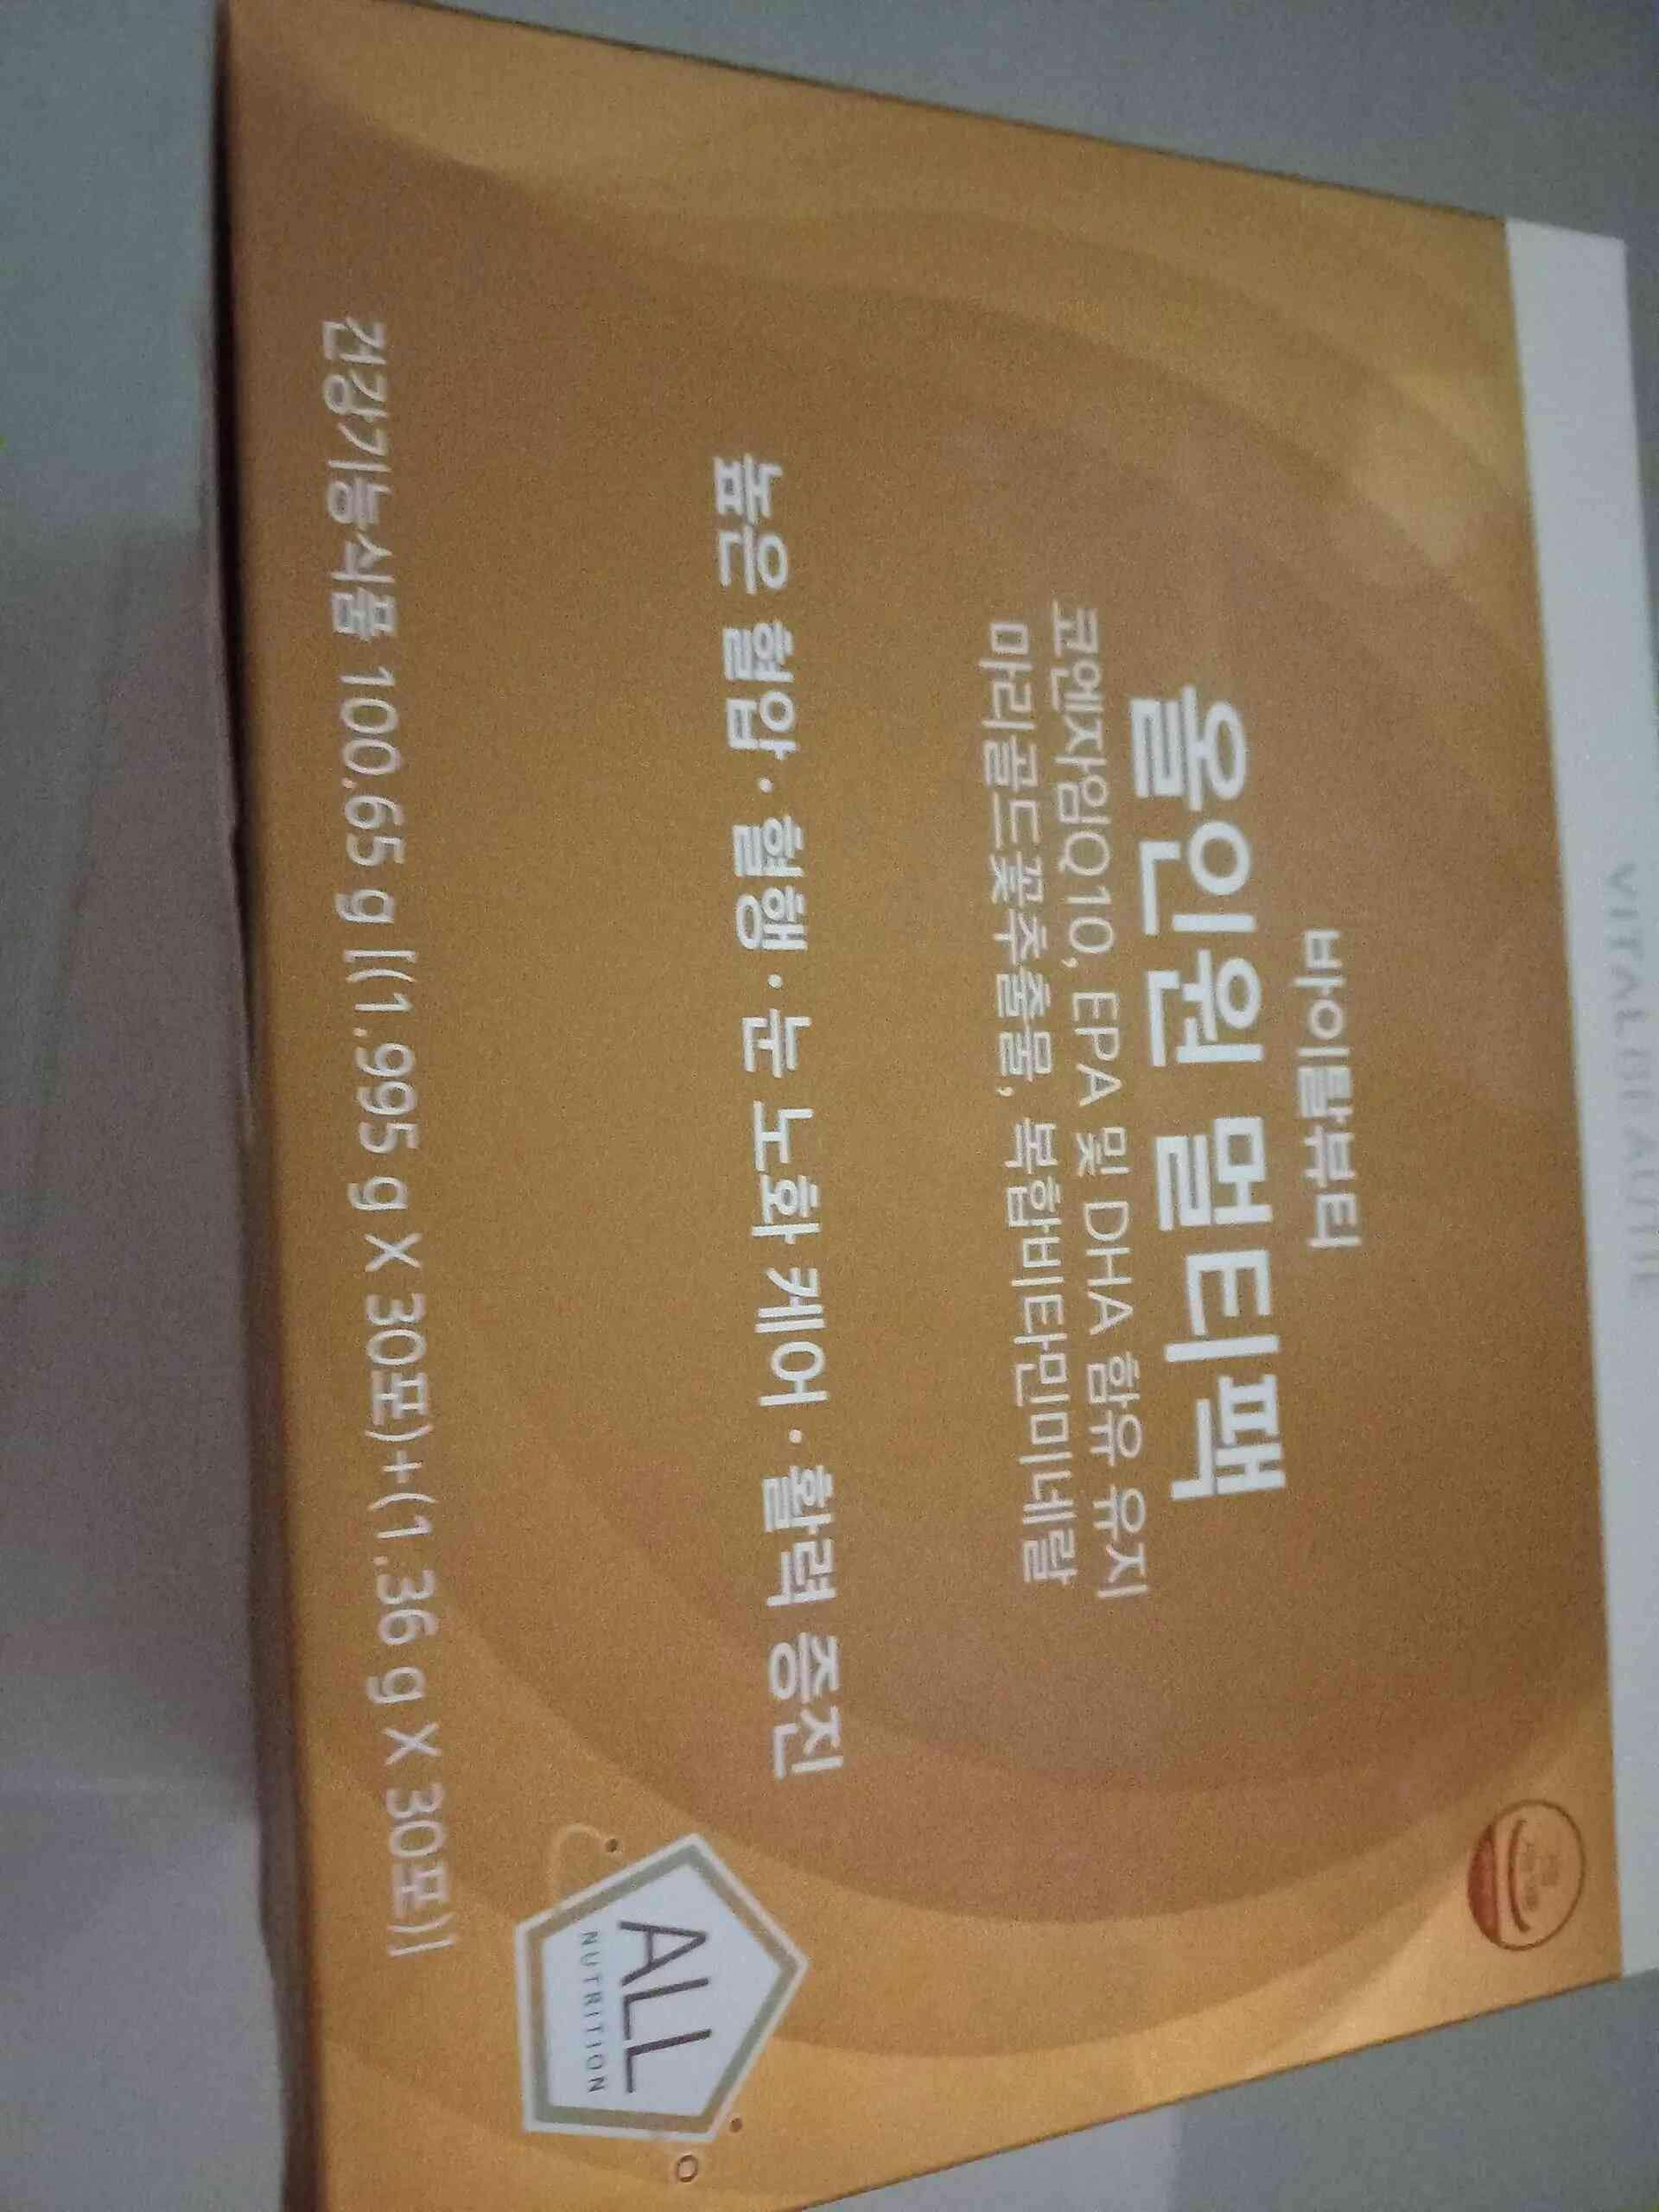 VITALBEAUTIE
바이탈뷰티
올인원 멀티팩
코엔자임Q10, EPA 및 DHA 함유 유지
마리골드꽃추출물, 복합비타민미네랄
높은 혈압·혈행·눈 노화 케어·활력 증진
ALL
NUTRITION
건강기능식품 100.65 g [(1.995 g X 30포)+(1.36 g X 30포)]